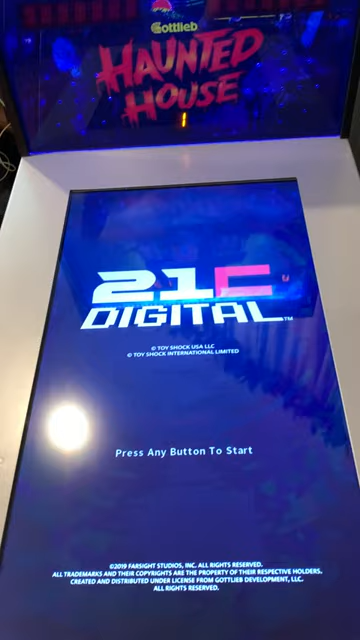 Gottlieb
HAUNTED
HOUSE
1
21C
DIGITAL™
© TOY SHOCK USA LLC
© TOY SHOCK INTERNATIONAL LIMITED
Press Any Button To Start
©2019 FARSIGHT STUDIOS, INC. ALL RIGHTS RESERVED.
ALL TRADEMARKS AND THEIR COPYRIGHTS ARE THE PROPERTY OF THEIR RESPECTIVE HOLDERS.
CREATED AND DISTRIBUTED UNDER LICENSE FROM GOTTLIEB DEVELOPMENT, LLC.
ALL RIGHTS RESERVED.